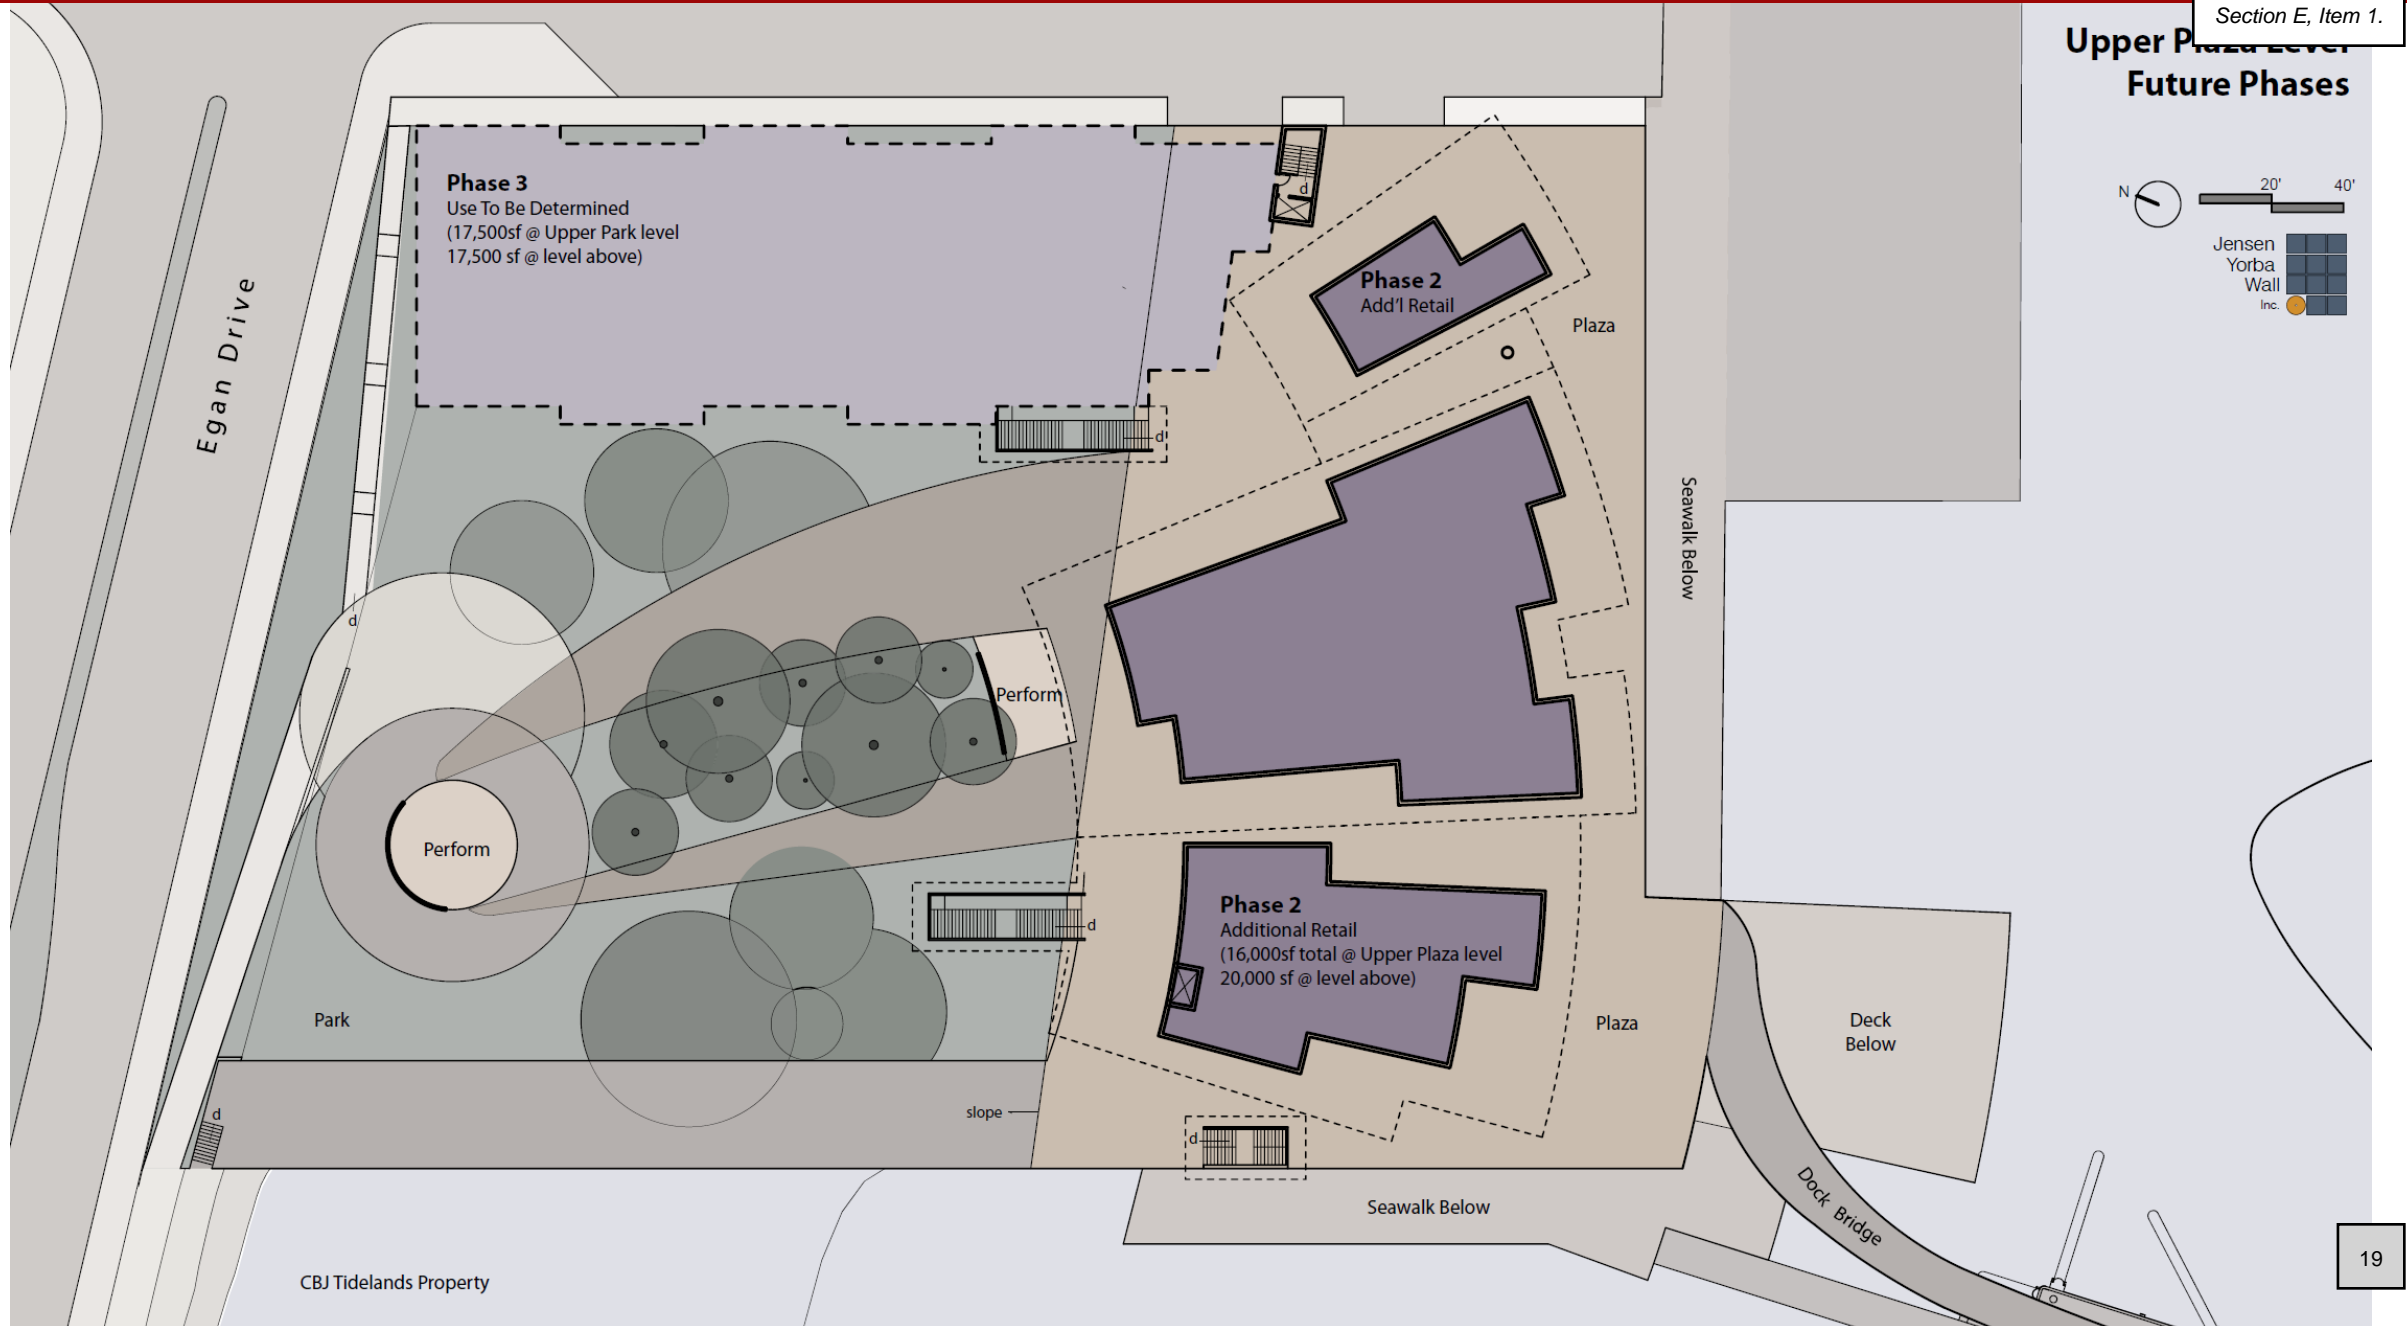 Section E, Item 1.
Upper Plaza Level
Future Phases
N
20'
40'
Jensen
Yorba
Wall
Inc.
Phase 3
Use To Be Determined
(17,500sf @ Upper Park level
17,500 sf @ level above)
d
Phase 2
Add'l Retail
Plaza
Egan Drive
d
Seawalk Below
d
Perform
Perform
Phase 2
Additional Retail
(16,000sf total @ Upper Plaza level
20,000 sf @ level above)
d
Park
Plaza
Deck
Below
d
slope
d
Dock Bridge
Seawalk Below
CBJ Tidelands Property
19